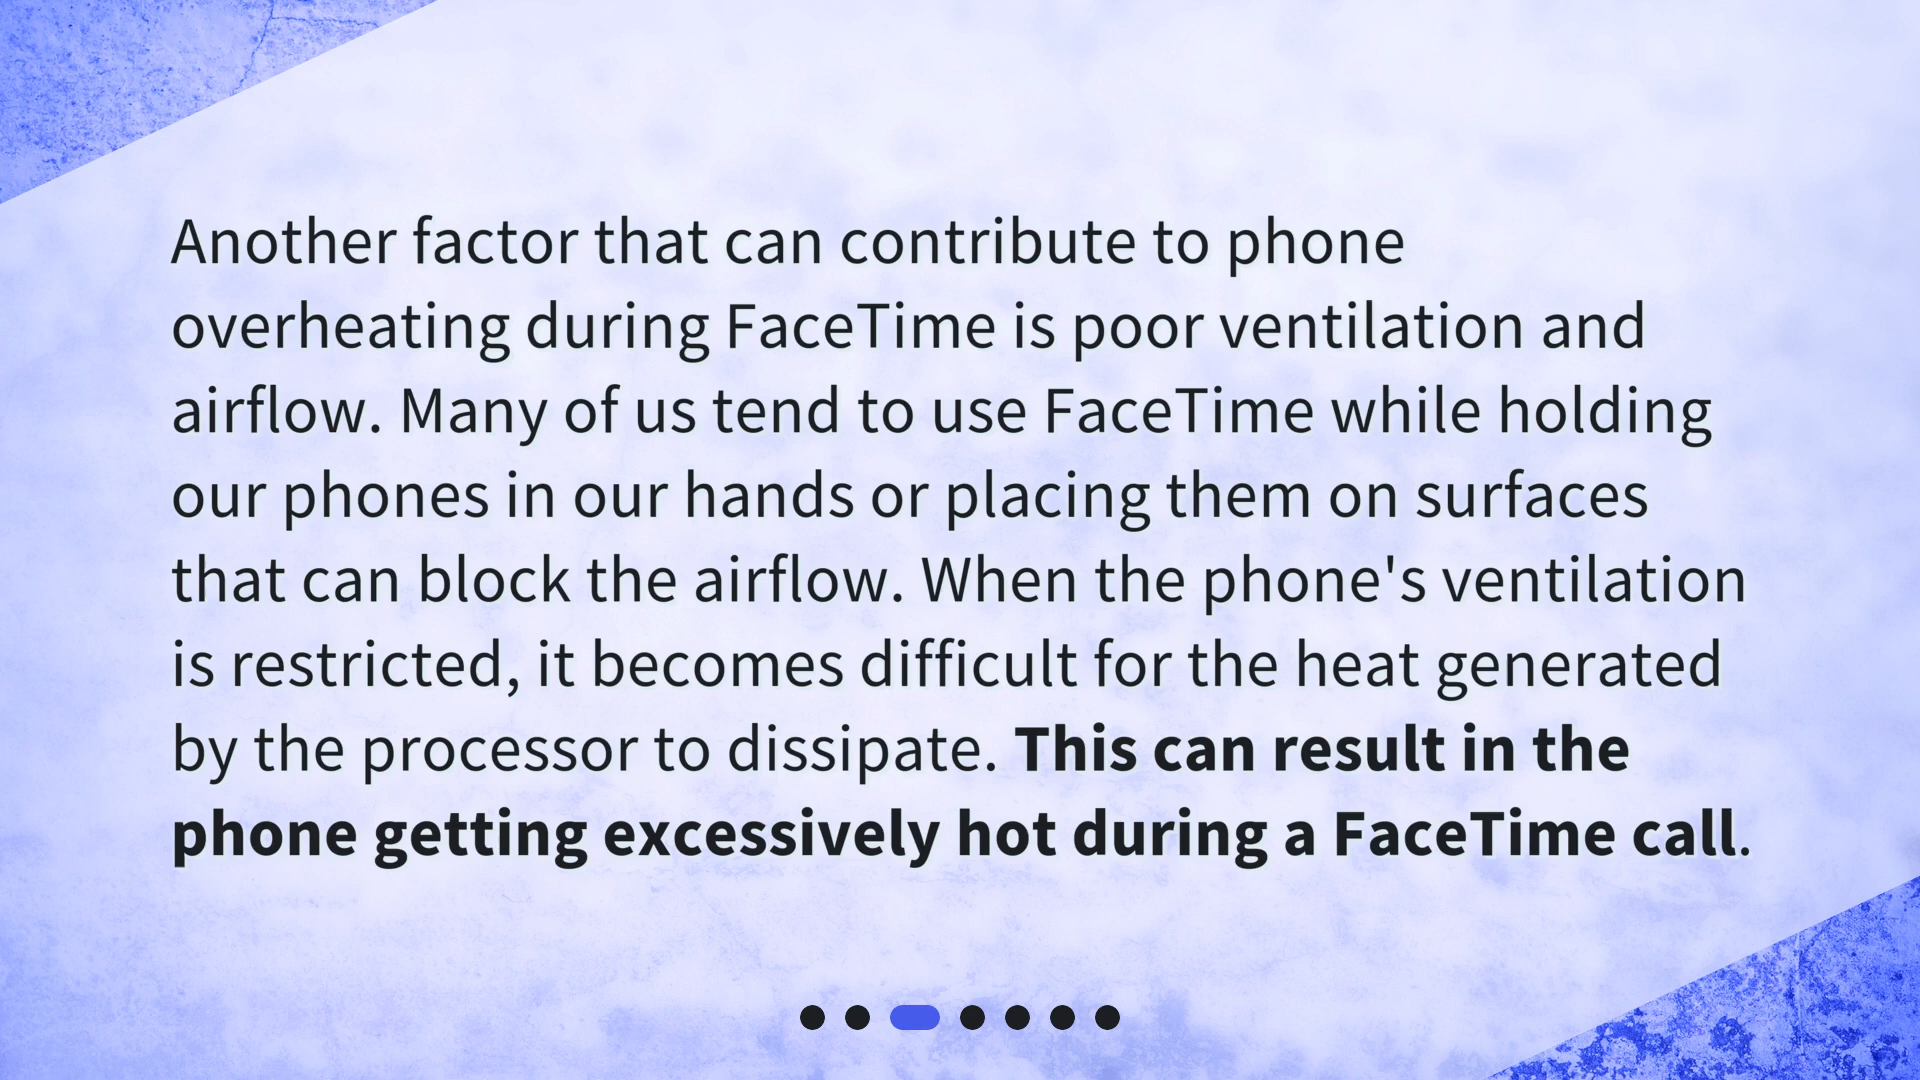 Another factor that can contribute to phone
overheating during FaceTime is poor ventilation and
airflow. Many of us tend to use FaceTime while holding
our phones in our hands or placing them on surfaces
that can block the airflow. When the phone's ventilation
is restricted, it becomes difficult for the heat generated
by the processor to dissipate. This can result in the
phone getting excessively hot during a FaceTime call.